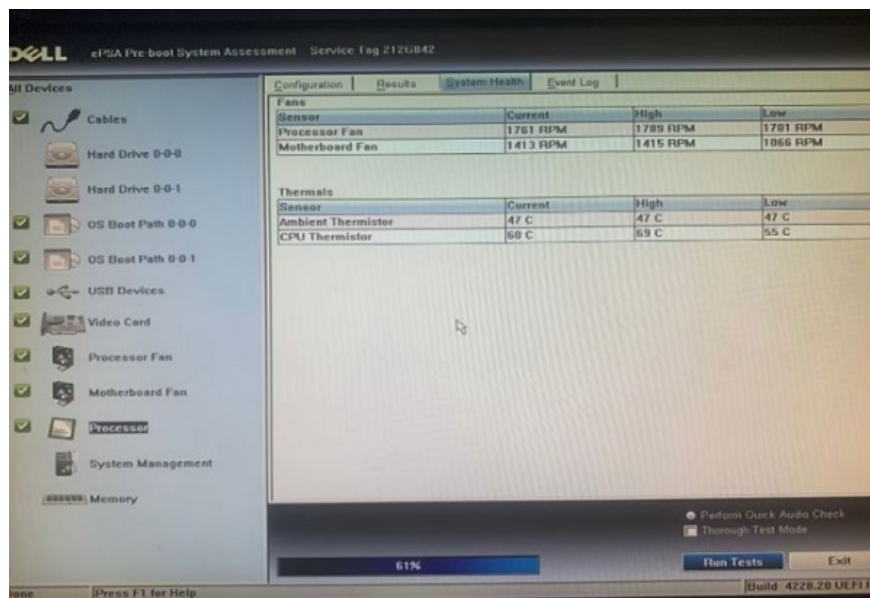 DELL ePSA Pre-boot System Assessment Service Tag 212G842
All Devices
Cables
Hard Drive 0-0-0
Hard Drive 0-0-1
OS Boot Path 0-0-0
OS Boot Path 0-0-1
USB Devices
Video Card
Processor Fan
Motherboard Fan
Processor
System Management
Memory
Configuration Results System Health Event Log
Fans
Sensor Current High Low
Processor Fan 1761 RPM 1789 RPM 1701 RPM
Motherboard Fan 1413 RPM 1415 RPM 1066 RPM
Thermals
Sensor Current High Low
Ambient Thermistor 47 C 47 C 47 C
CPU Thermistor 60 C 69 C 55 C
Perform Quick Audio Check
Thorough Test Mode
61% Run Tests Exit
Press F1 for Help Build 4228.20 UEFI